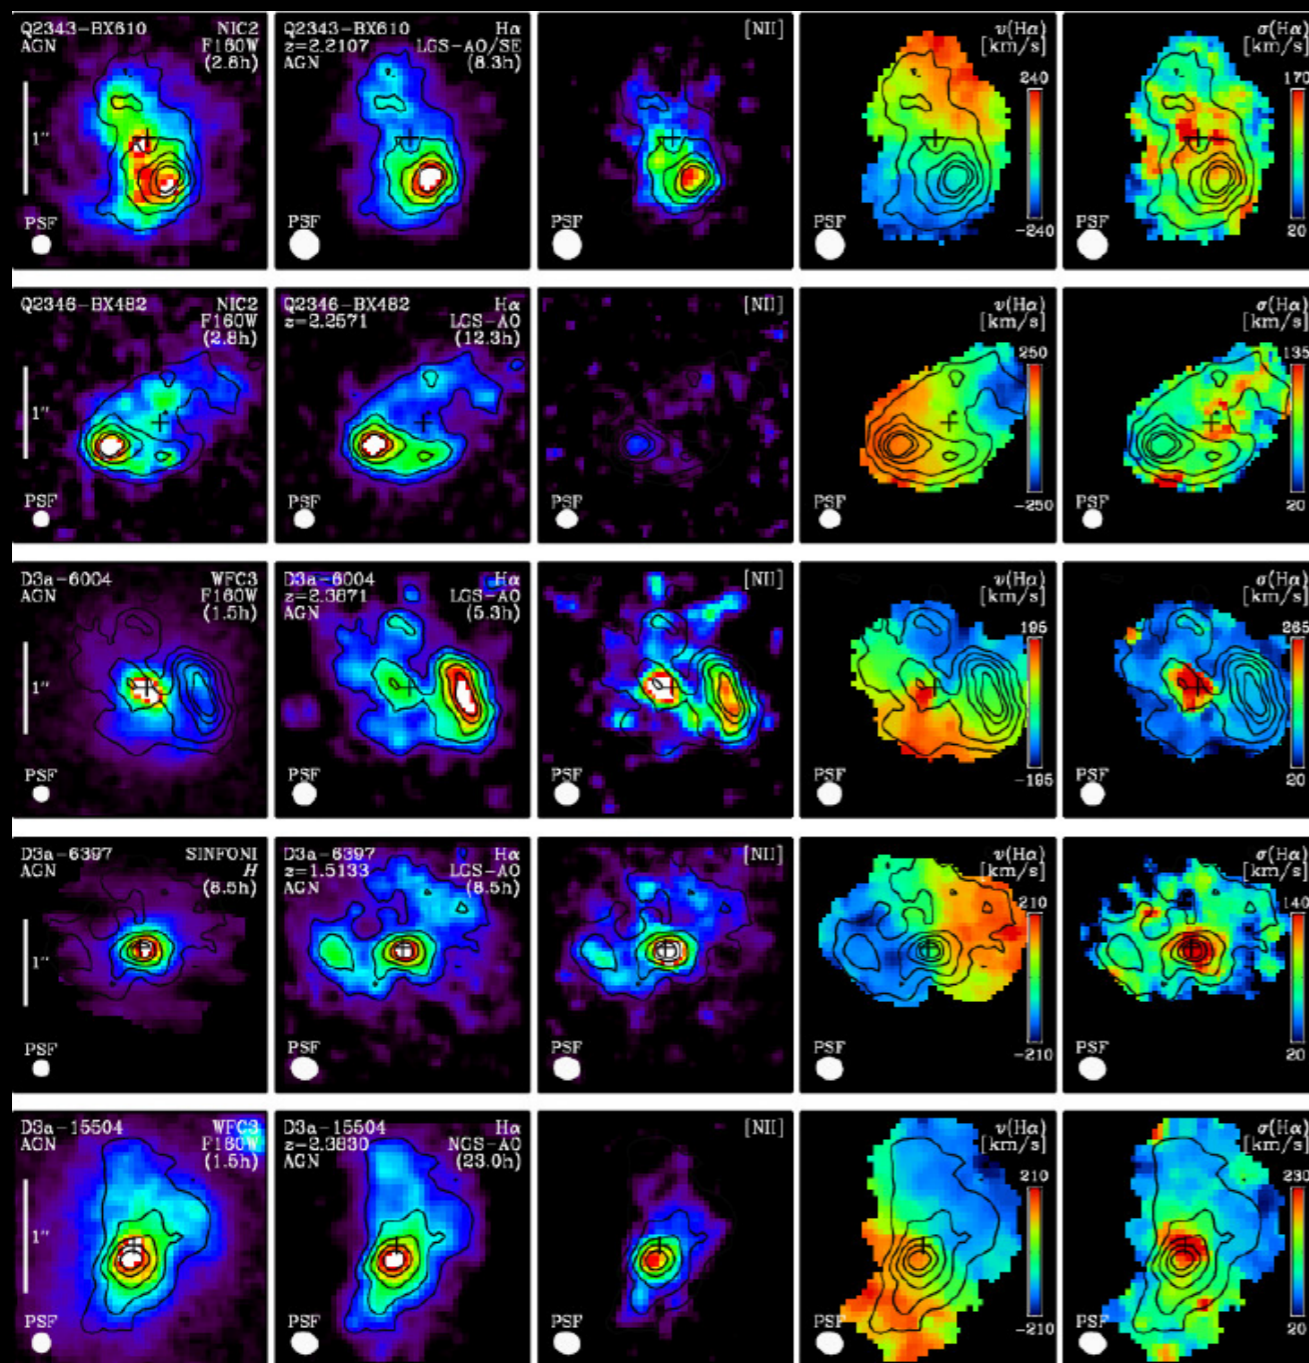 Q2343-BX610 NIC2
AGN F160W
(2.8h)
1"
PSF
Q2343-BX610 Hα
z=2.2107 LGS-AO/SE
AGN (8.3h)
PSF
[NII]
PSF
v(Hα)
[km/s]
240
-240
PSF
σ(Hα)
[km/s]
170
20
PSF
Q2346-BX482 NIC2
F160W
(2.8h)
1"
PSF
Q2346-BX482 Hα
z=2.2571 LGS-AO
(12.3h)
PSF
[NII]
PSF
v(Hα)
[km/s]
250
-250
PSF
σ(Hα)
[km/s]
135
20
PSF
D3a-6004 WFC3
AGN F160W
(1.5h)
1"
PSF
D3a-6004 Hα
z=2.3871 LGS-AO
AGN (5.3h)
PSF
[NII]
PSF
v(Hα)
[km/s]
195
-195
PSF
σ(Hα)
[km/s]
265
20
PSF
D3a-6397 SINFONI
AGN H
(8.5h)
1"
PSF
D3a-6397 Hα
z=1.5133 LGS-AO
AGN (8.5h)
PSF
[NII]
PSF
v(Hα)
[km/s]
210
-210
PSF
σ(Hα)
[km/s]
140
20
PSF
D3a-15504 WFC3
AGN F160W
(1.5h)
1"
PSF
D3a-15504 Hα
z=2.3830 NGS-AO
AGN (23.0h)
PSF
[NII]
PSF
v(Hα)
[km/s]
210
-210
PSF
σ(Hα)
[km/s]
230
20
PSF